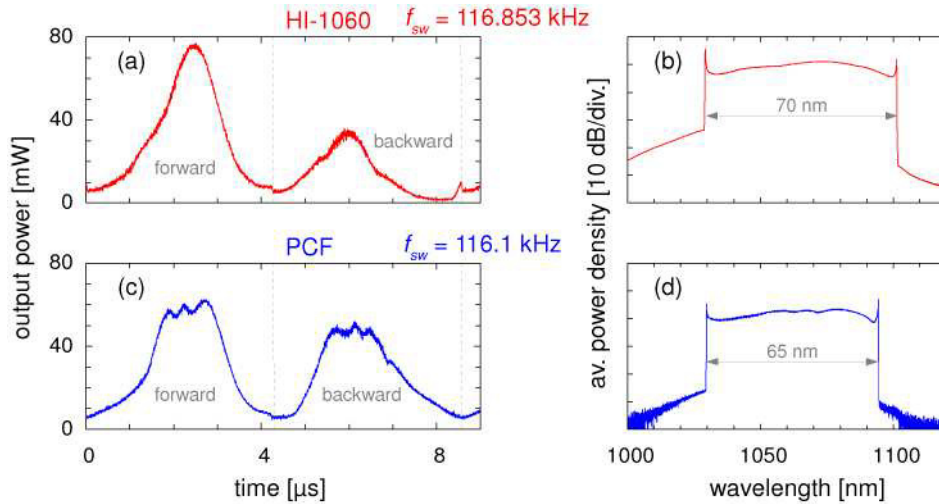 HI-1060 f_sw = 116.853 kHz
80
40
0
output power [mW]
(a)
forward
backward
av. power density [10 dB/div.]
(b)
70 nm
PCF f_sw = 116.1 kHz
80
40
0
(c)
forward
backward
0 4 8
time [µs]
(d)
65 nm
1000 1050 1100
wavelength [nm]